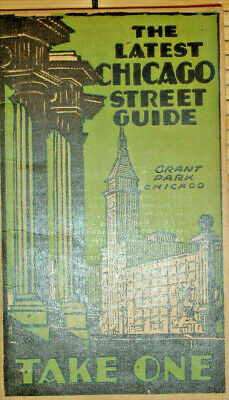 THE
LATEST
CHICAGO
STREET
GUIDE
GRANT
PARK
CHICAGO
TAKE ONE